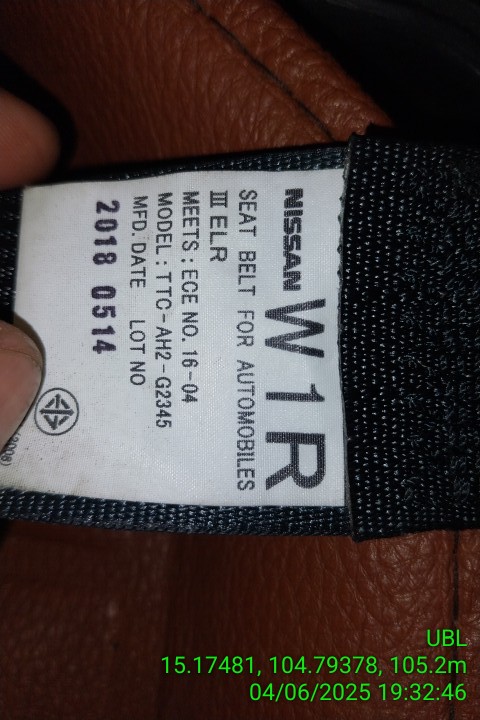 NISSAN W1R
SEAT BELT FOR AUTOMOBILES
III ELR
MEETS : ECE NO. 16-04
MODEL : TTC-AH2-G2345
MFD. DATE LOT NO
2018 0514
UBL
15.17481, 104.79378, 105.2m
04/06/2025 19:32:46